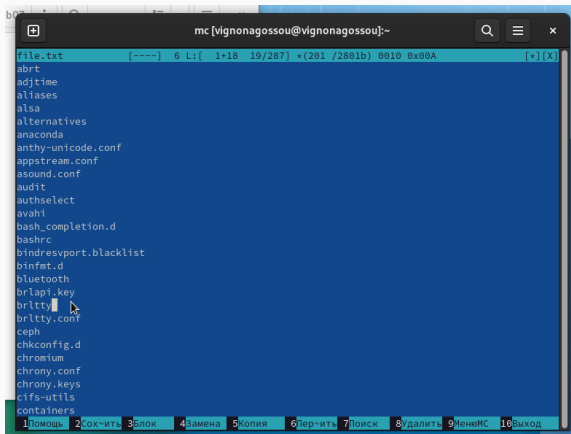 mc [vignonagossou@vignonagossou]:~
file.txt [----] 6 L:[ 1+18 19/287] *(201 /2801b) 0010 0x00A [*][X]
abrt
adjtime
aliases
alsa
alternatives
anaconda
anthy-unicode.conf
appstream.conf
asound.conf
audit
authselect
avahi
bash_completion.d
bashrc
bindresvport.blacklist
binfmt.d
bluetooth
brlapi.key
brltty
brltty.conf
ceph
chkconfig.d
chromium
chrony.conf
chrony.keys
cifs-utils
containers
1Помощь 2Сох~ить 3Блок 4Замена 5Копия 6Пер~ить 7Поиск 8Удалить 9МенюMC 10Выход